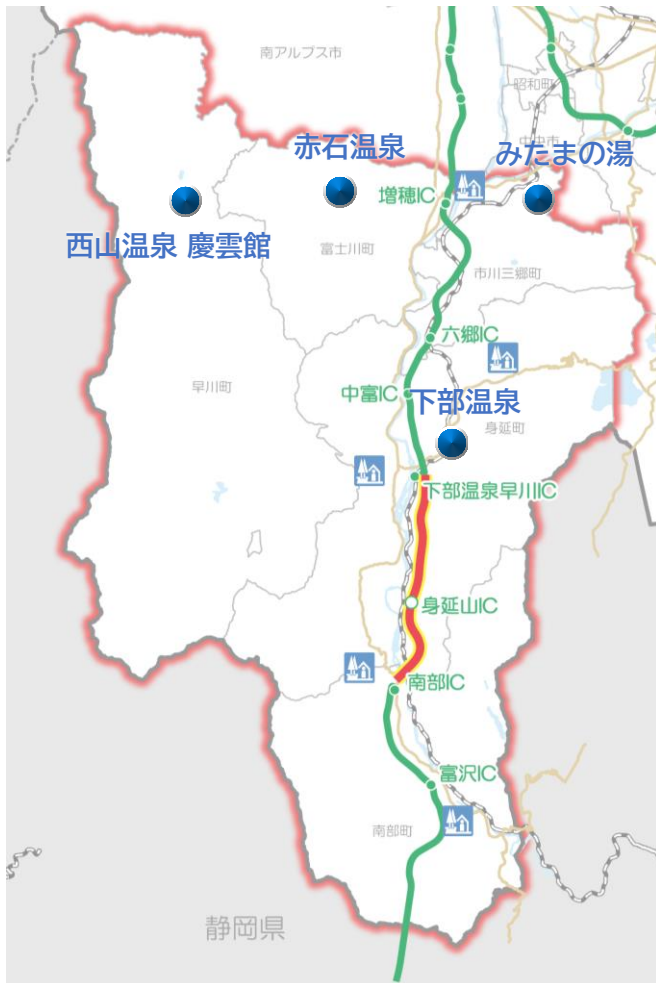 南アルプス市
昭和町
中央市
赤石温泉
みたまの湯
増穂IC
西山温泉 慶雲館
富士川町
市川三郷町
六郷IC
早川町
中富IC
下部温泉
身延町
下部温泉早川IC
身延山IC
南部IC
富沢IC
南部町
静岡県